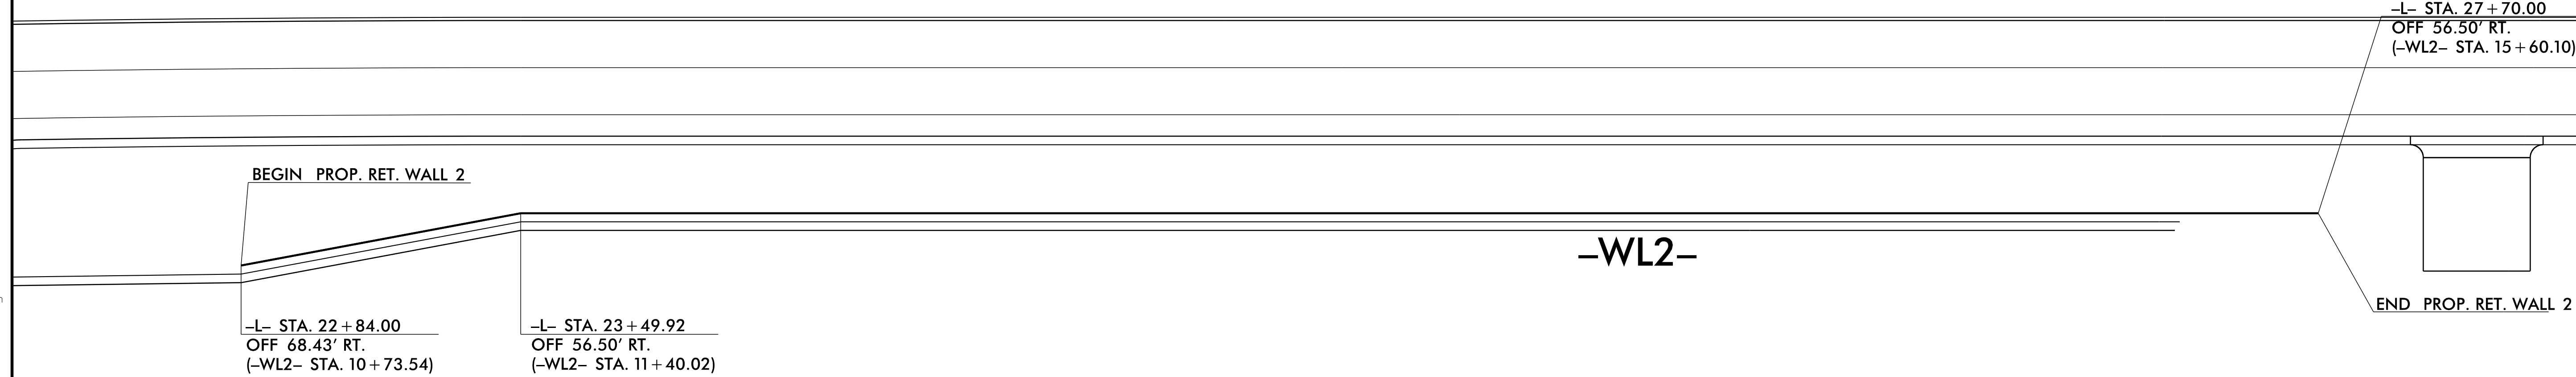 –L– STA. 27+70.00
OFF 56.50' RT.
(–WL2– STA. 15+60.10)
BEGIN PROP. RET. WALL 2
–WL2–
END PROP. RET. WALL 2
–L– STA. 22+84.00
OFF 68.43' RT.
(–WL2– STA. 10+73.54)
–L– STA. 23+49.92
OFF 56.50' RT.
(–WL2– STA. 11+40.02)